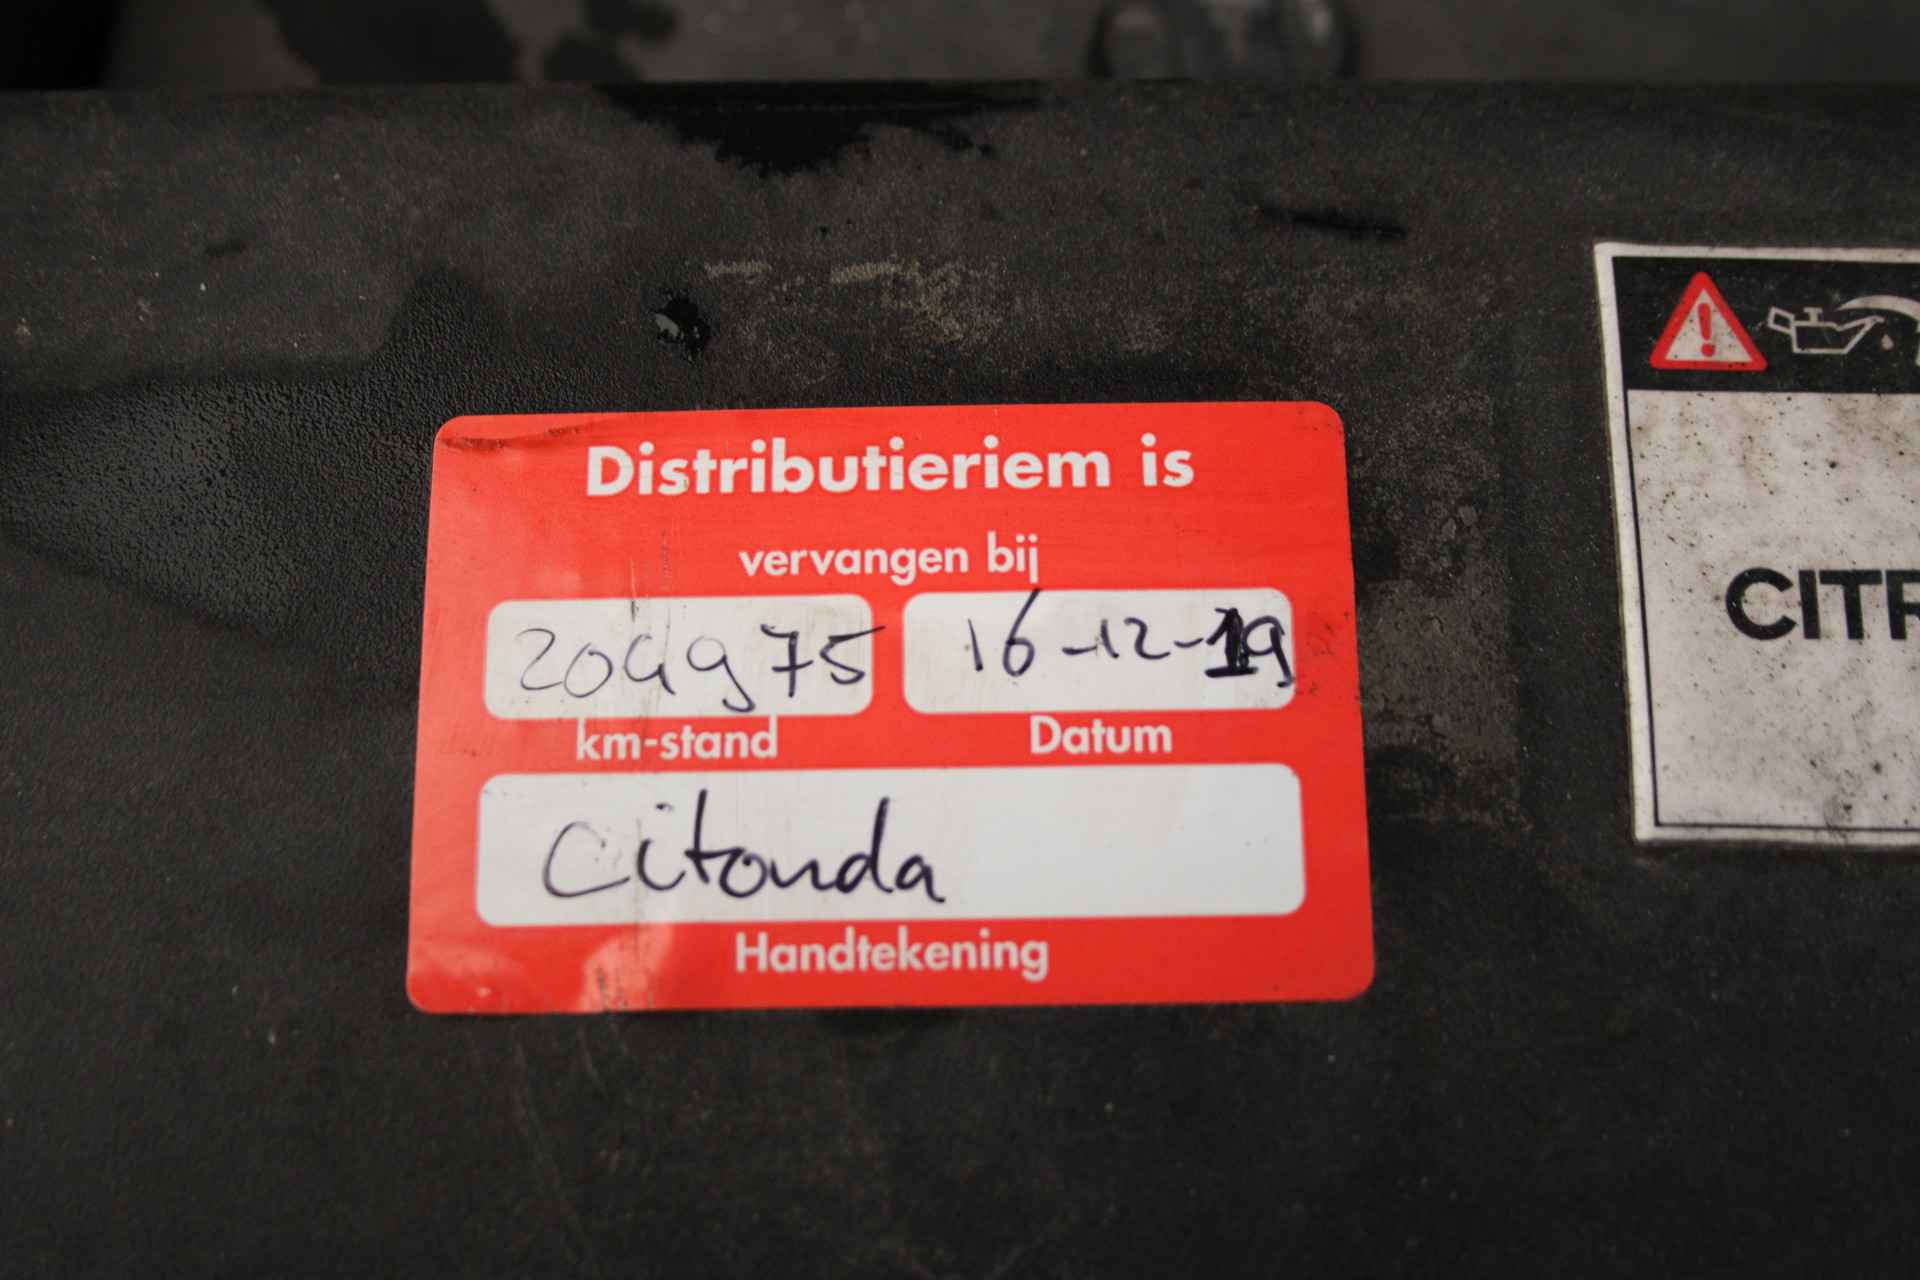 Distributieriem is
vervangen bij
204975 16-12-19
km-stand Datum
Citonda
Handtekening
CITR